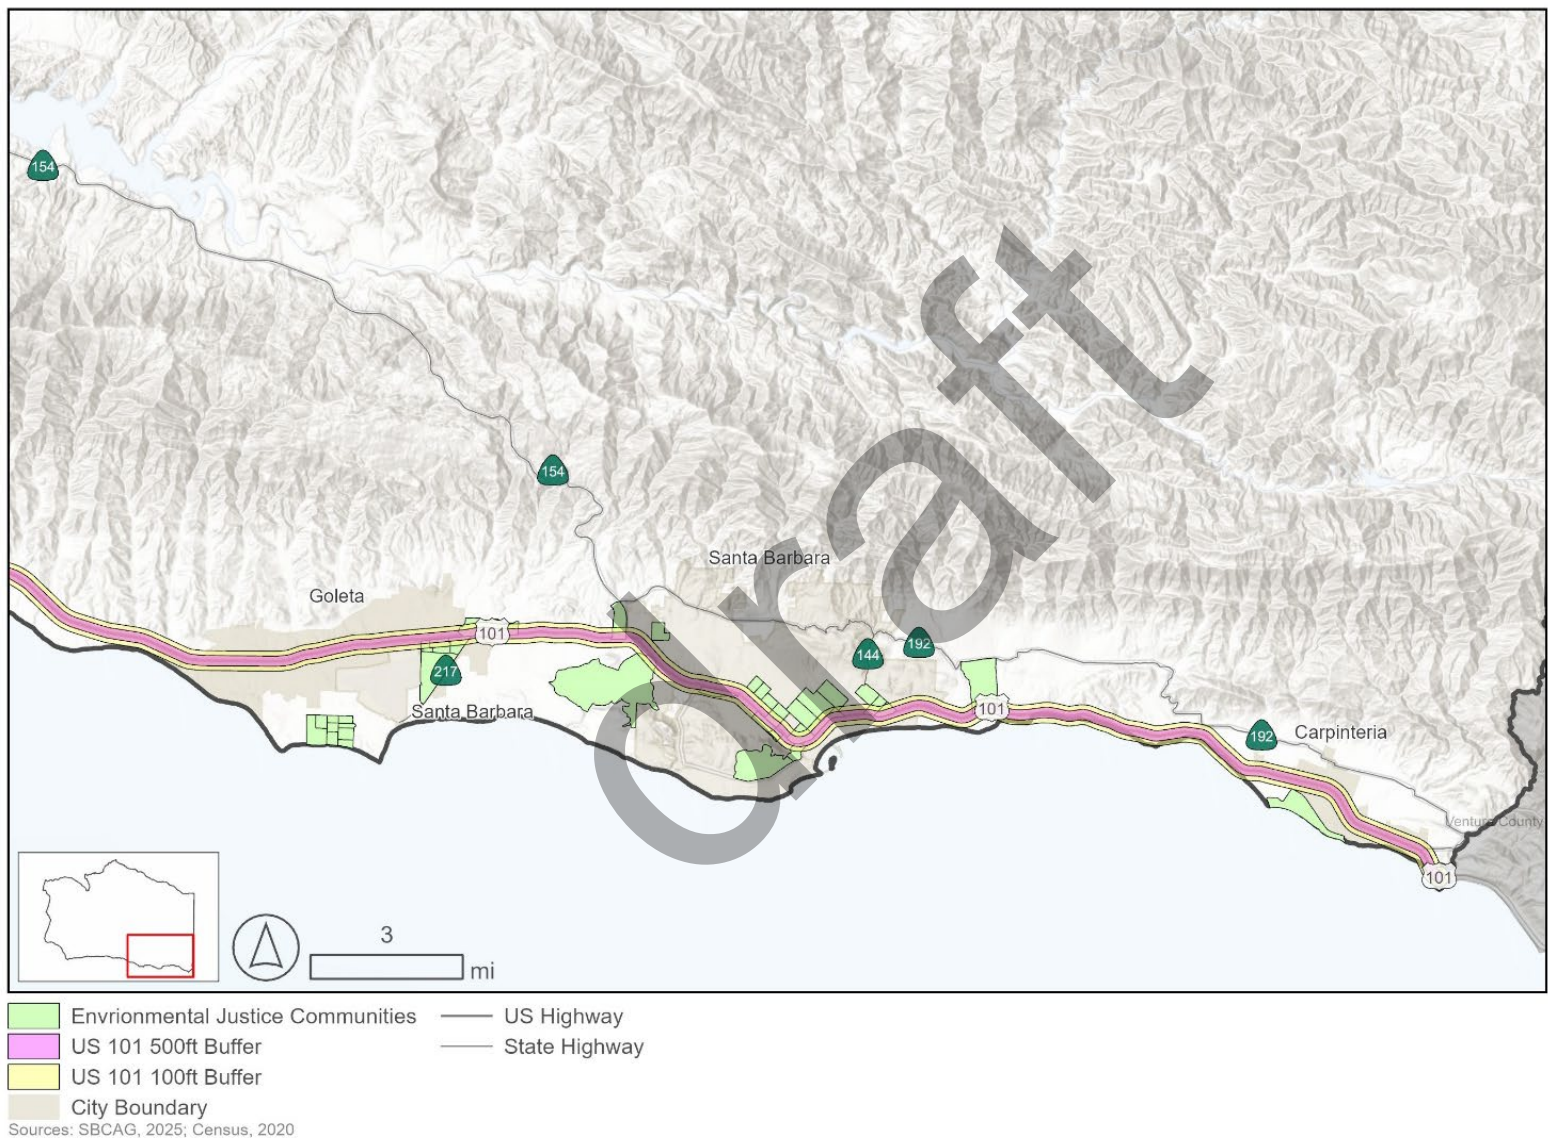 154
154
Santa Barbara
Goleta
101
217
144
192
Santa Barbara
101
192
Carpinteria
Venture County
101
draft
3
mi
Envrionmental Justice Communities
US Highway
US 101 500ft Buffer
State Highway
US 101 100ft Buffer
City Boundary
Sources: SBCAG, 2025; Census, 2020